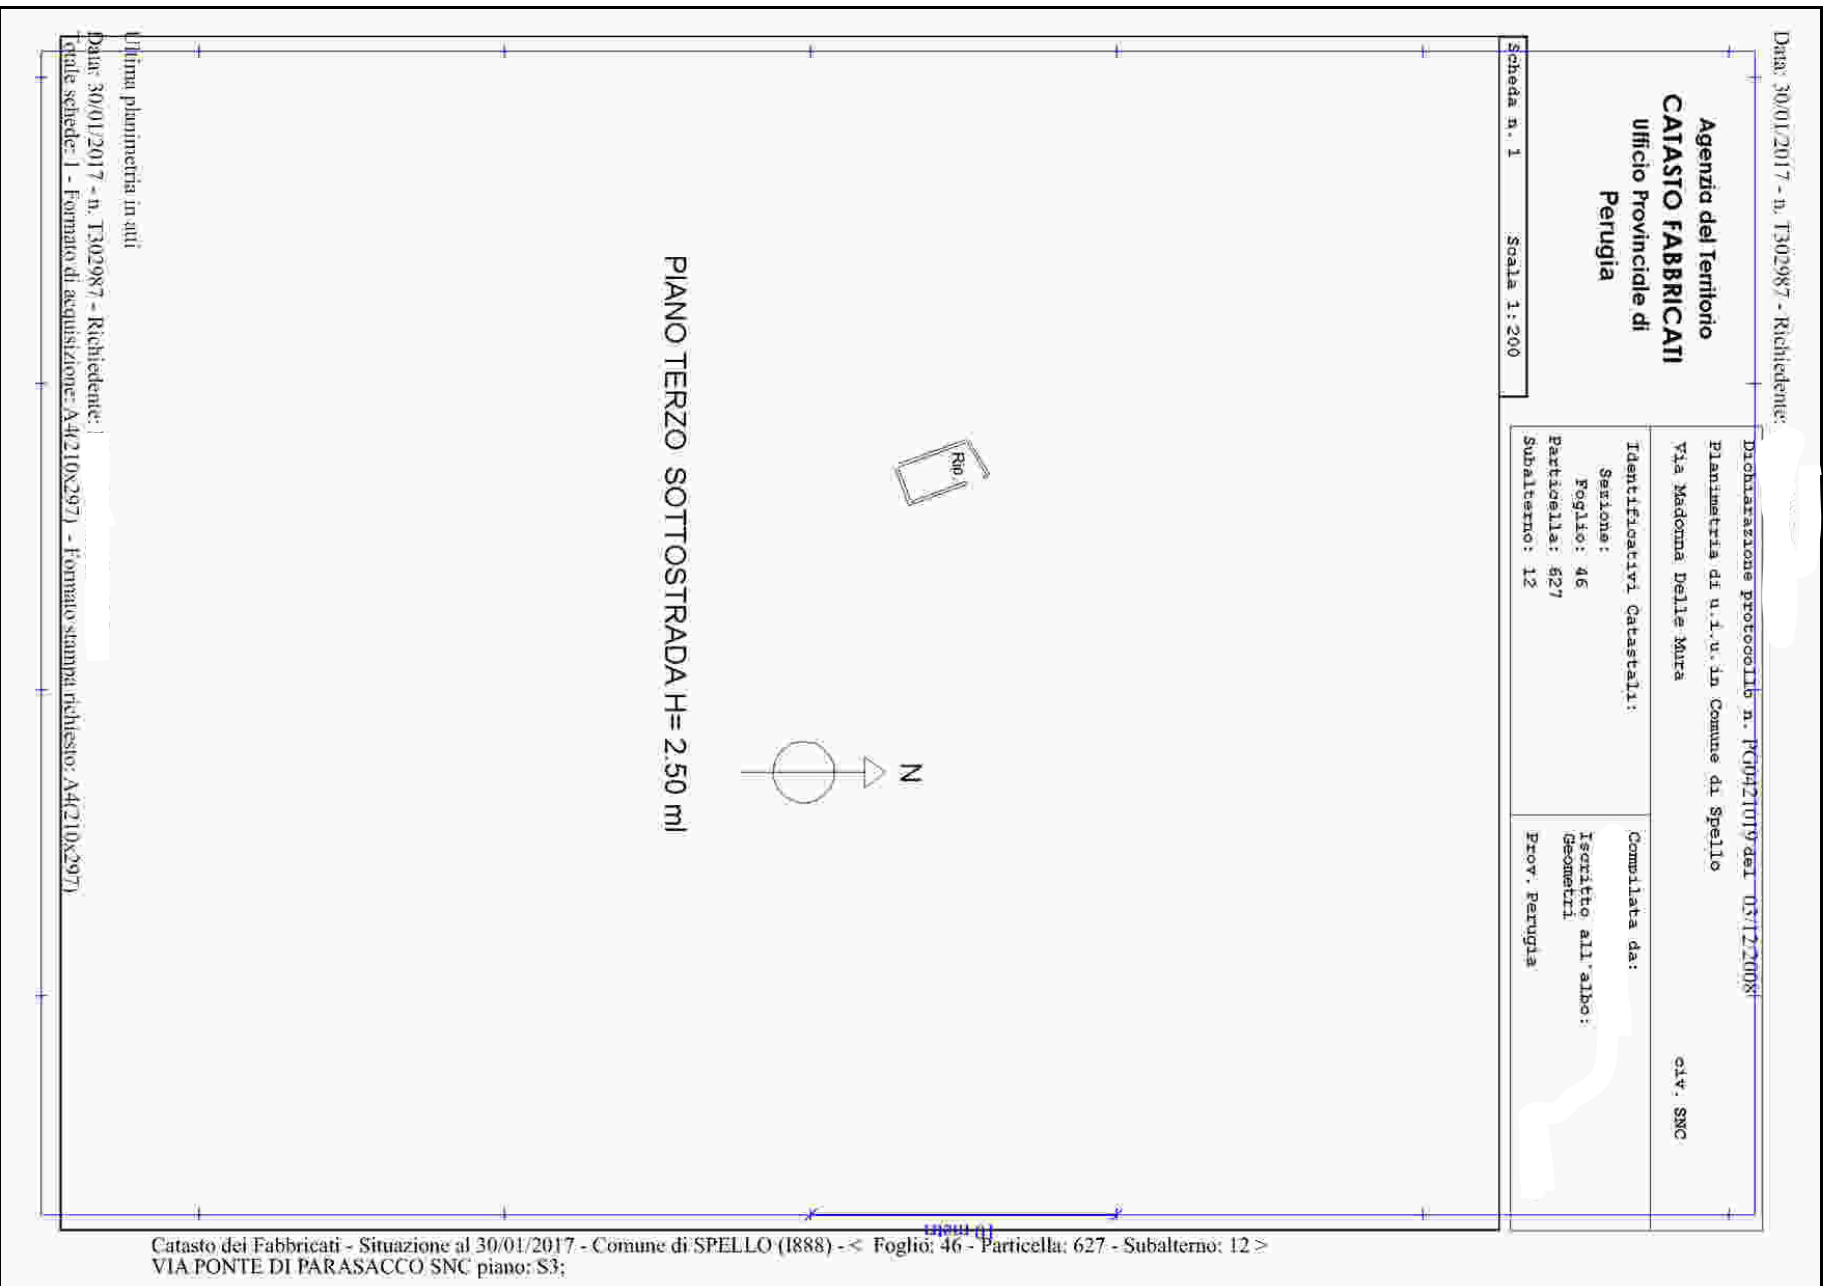 Data: 30/01/2017 - n. T302987 - Richiedente:
Agenzia del Territorio
CATASTO FABBRICATI
Ufficio Provinciale di
Perugia
Dichiarazione protocollo n. PG0421019 del 03/12/2008
Planimetria di u.i.u. in Comune di Spello
Via Madonna Delle Mura civ. SNC
Identificativi Catastali:
Sezione:
Foglio: 46
Particella: 627
Subalterno: 12
Compilata da:
Iscritto all'albo:
Geometri
Prov. Perugia
Scheda n. 1 Scala 1:200
Rip.
N
PIANO TERZO SOTTOSTRADA H= 2.50 ml
Ultima planimetria in atti
Data: 30/01/2017 - n. T302987 - Richiedente:
Totale schede: 1 - Formato di acquisizione: A4(210x297) - Formato stampa richiesto: A4(210x297)
10 metri
Catasto dei Fabbricati - Situazione al 30/01/2017 - Comune di SPELLO (I888) - < Foglio: 46 - Particella: 627 - Subalterno: 12 >
VIA PONTE DI PARASACCO SNC piano: S3;